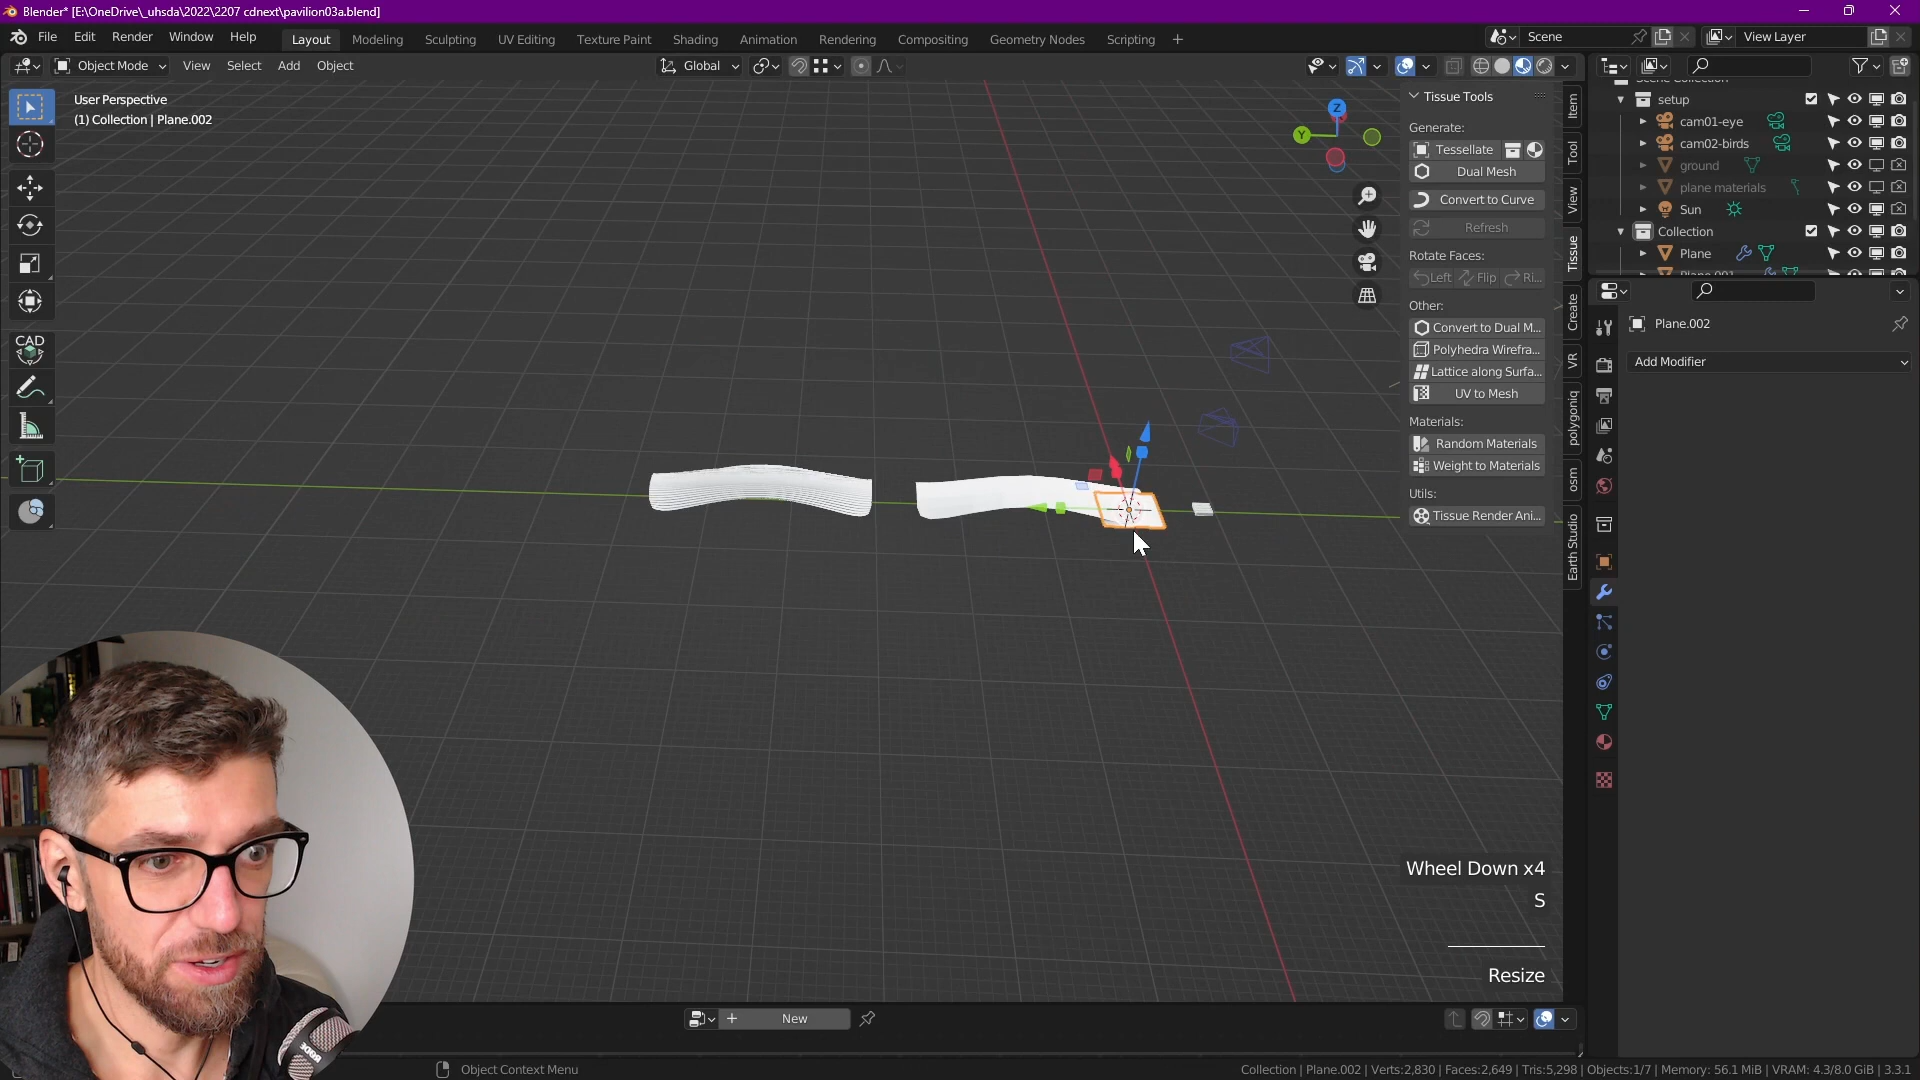 Blender* [E:\OneDrive\_uhsda\2022\2207 cdnext\pavilion03a.blend]
File Edit Render Window Help
Layout Modeling Sculpting UV Editing Texture Paint Shading Animation Rendering Compositing Geometry Nodes Scripting +
Scene
View Layer
Object Mode View Select Add Object
Global
User Perspective
(1) Collection | Plane.002
Z
Y
CAD
Tissue Tools
Generate:
Tessellate
Dual Mesh
Convert to Curve
Refresh
Rotate Faces:
Left Flip Ri...
Other:
Convert to Dual M...
Polyhedra Wirefra...
Lattice along Surfa...
UV to Mesh
Materials:
Random Materials
Weight to Materials
Utils:
Tissue Render Ani...
Item
Tool
View
Tissue
Create
VR
polygoniq
osm
Earth Studio
setup
cam01-eye
cam02-birds
ground
plane materials
Sun
Collection
Plane
Plane.002
Add Modifier
Wheel Down x4
S
Resize
RODE
+ New
Object Context Menu
Collection | Plane.002 | Verts:2,830 | Faces:2,649 | Tris:5,298 | Objects:1/7 | Memory: 56.1 MiB | VRAM: 4.3/8.0 GiB | 3.3.1